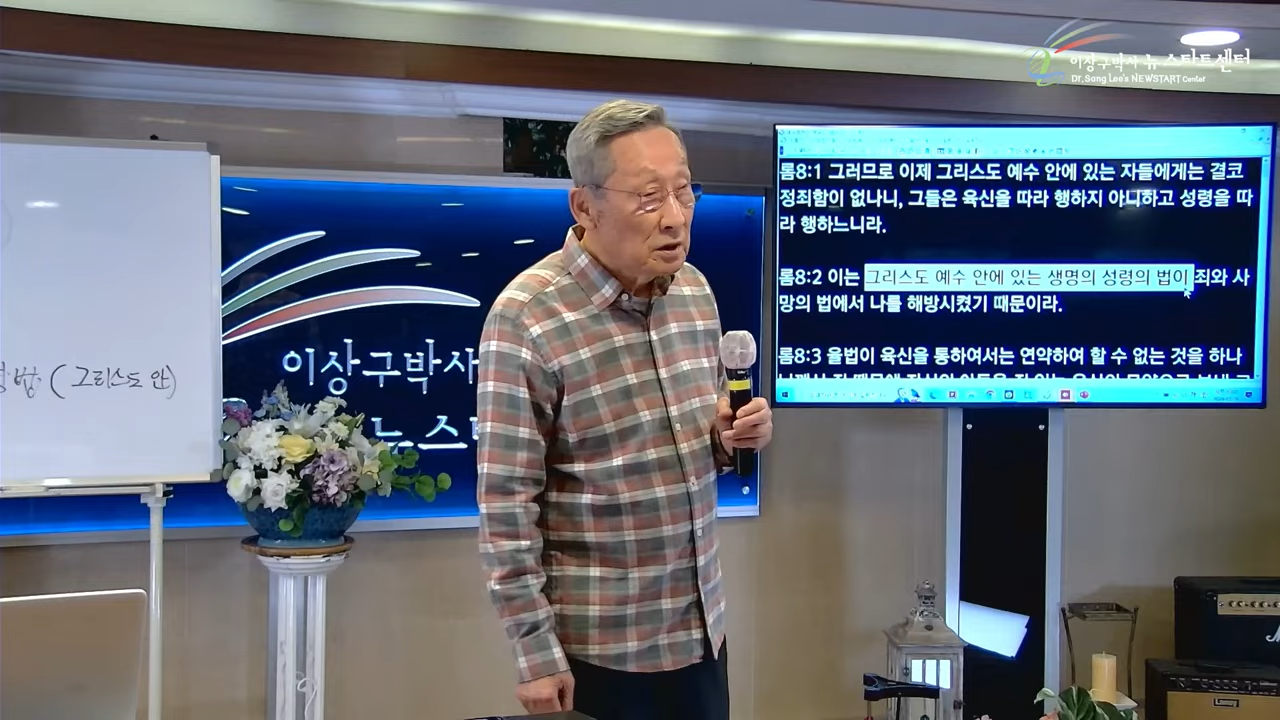 이상구박사 뉴스타트센터
Dr. Sang Lee's NEWSTART Center
롬8:1 그러므로 이제 그리스도 예수 안에 있는 자들에게는 결코
정죄함이 없나니, 그들은 육신을 따라 행하지 아니하고 성령을 따
라 행하느니라.
롬8:2 이는 그리스도 예수 안에 있는 생명의 성령의 법이 죄와 사
망의 법에서 나를 해방시켰기 때문이라.
롬8:3 율법이 육신을 통하여서는 연약하여 할 수 없는 것을 하나
이상구박사
뉴스타
법 (그리스도 안)
Laney